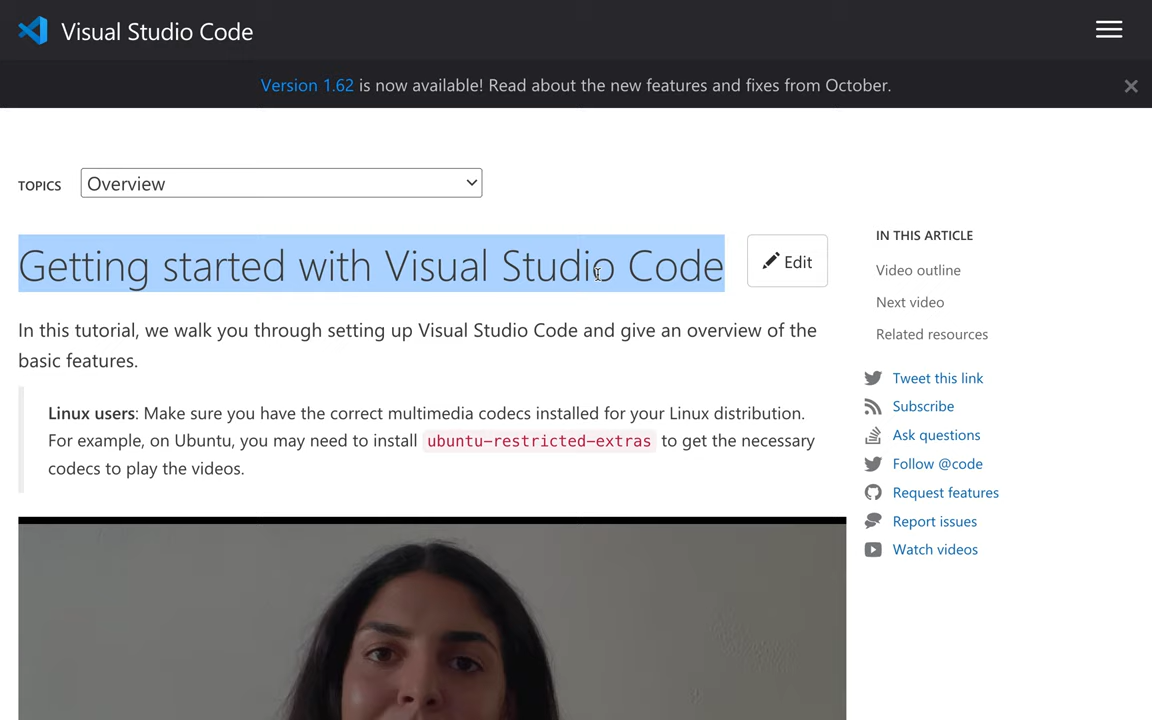 Visual Studio Code
Version 1.62 is now available! Read about the new features and fixes from October.
TOPICS
Overview
Getting started with Visual Studio Code
Edit
In this tutorial, we walk you through setting up Visual Studio Code and give an overview of the
basic features.
Linux users: Make sure you have the correct multimedia codecs installed for your Linux distribution.
For example, on Ubuntu, you may need to install ubuntu-restricted-extras to get the necessary
codecs to play the videos.
IN THIS ARTICLE
Video outline
Next video
Related resources
Tweet this link
Subscribe
Ask questions
Follow @code
Request features
Report issues
Watch videos